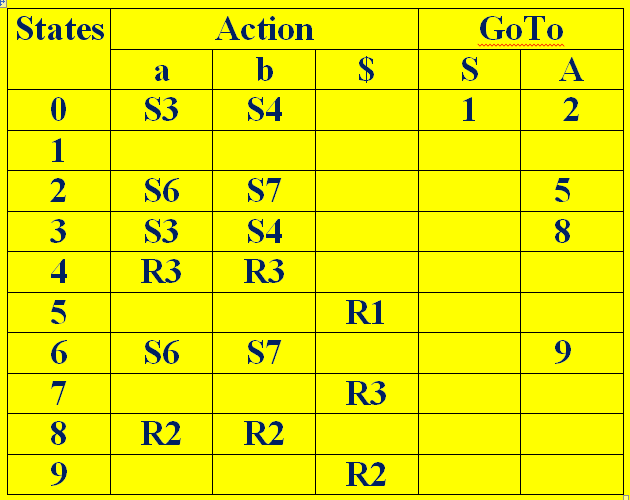 States Action GoTo
a b $ S A
0 S3 S4 1 2
1
2 S6 S7 5
3 S3 S4 8
4 R3 R3
5 R1
6 S6 S7 9
7 R3
8 R2 R2
9 R2